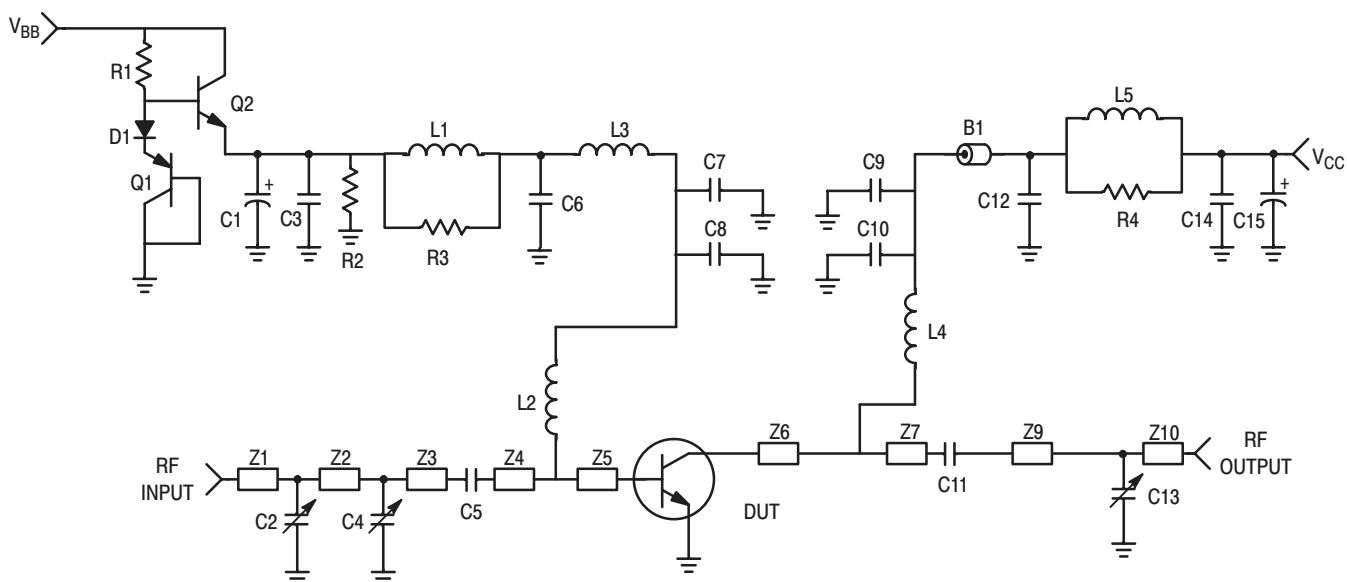 VBB
R1
Q2
D1
Q1
C1
+
C3
R2
L1
R3
L3
C6
C7
C8
C9
C10
B1
C12
L5
R4
C14
C15
+
VCC
L2
L4
RF
INPUT
Z1
Z2
Z3
Z4
Z5
C2
C4
C5
DUT
Z6
Z7
Z9
Z10
C11
C13
RF
OUTPUT